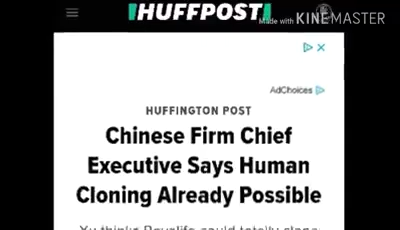 HUFFPOST
Made with KINEMASTER
AdChoices
HUFFINGTON POST
Chinese Firm Chief
Executive Says Human
Cloning Already Possible